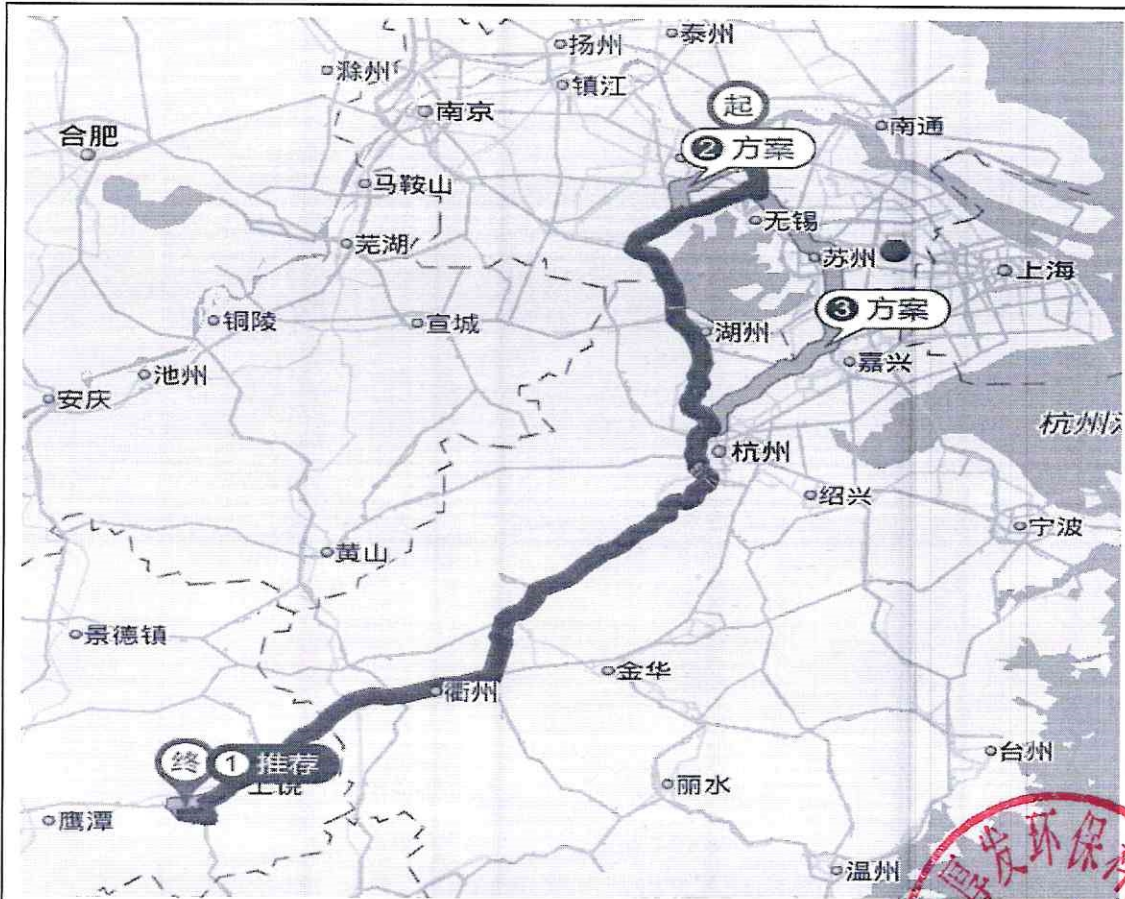 扬州
泰州
滁州
镇江
起
南京
南通
合肥
② 方案
马鞍山
无锡
芜湖
苏州
上海
③ 方案
铜陵
宣城
湖州
嘉兴
池州
安庆
杭州
杭州
绍兴
宁波
黄山
景德镇
金华
衢州
台州
终
① 推荐
上饶
丽水
鹰潭
温州
发环保